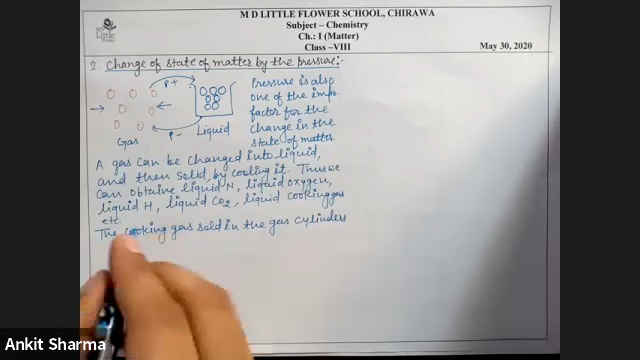 M D LITTLE FLOWER SCHOOL, CHIRAWA
Subject – Chemistry
Ch.: I (Matter)
Class –VIII
May 30, 2020
Little
Flower
2. Change of state of matter by the pressure:-
P+
P-
Gas
Liquid
Pressure is also
one of the imp.
factor for the
change in the
state of matter
A gas can be changed into liquid,
and then solid, by cooling it. Thus we
can obtaine liquid N, liquid oxygen,
liquid H, liquid CO2, liquid cooking gas
etc.
The cooking gas sold in the gas cylinders
Ankit Sharma